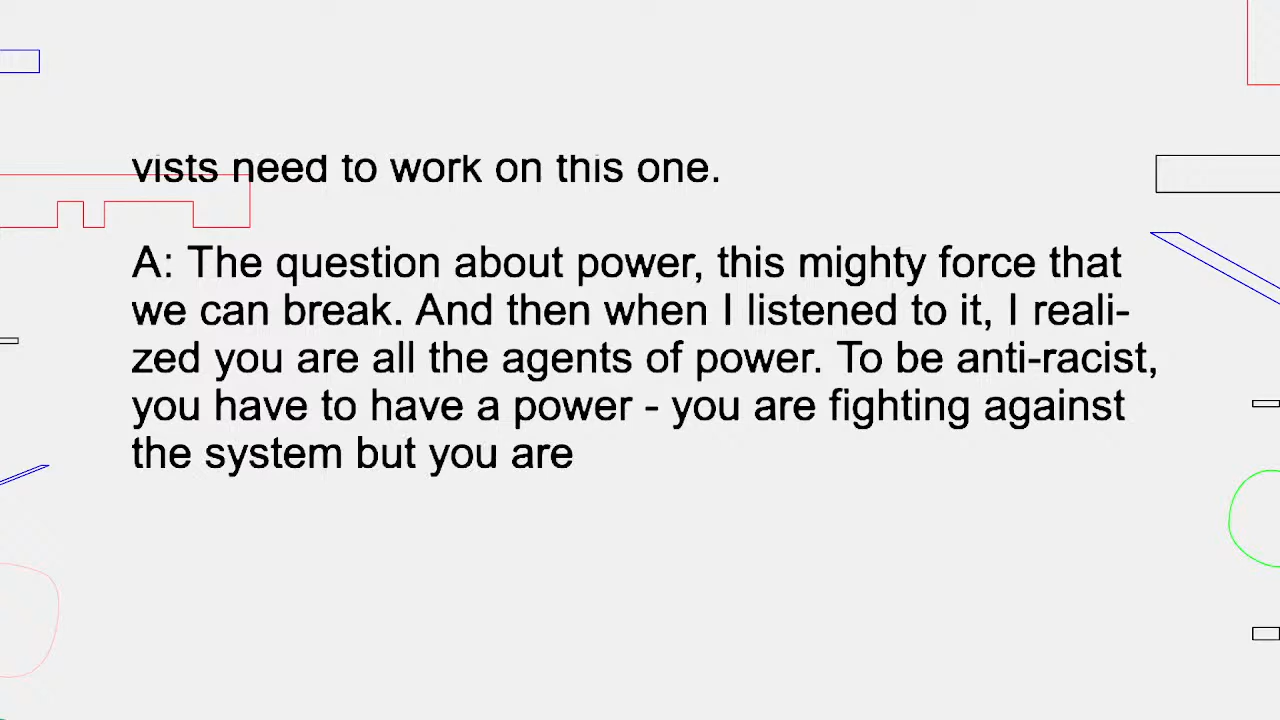 vists need to work on this one.
A: The question about power, this mighty force that
we can break. And then when I listened to it, I reali-
zed you are all the agents of power. To be anti-racist,
you have to have a power - you are fighting against
the system but you are